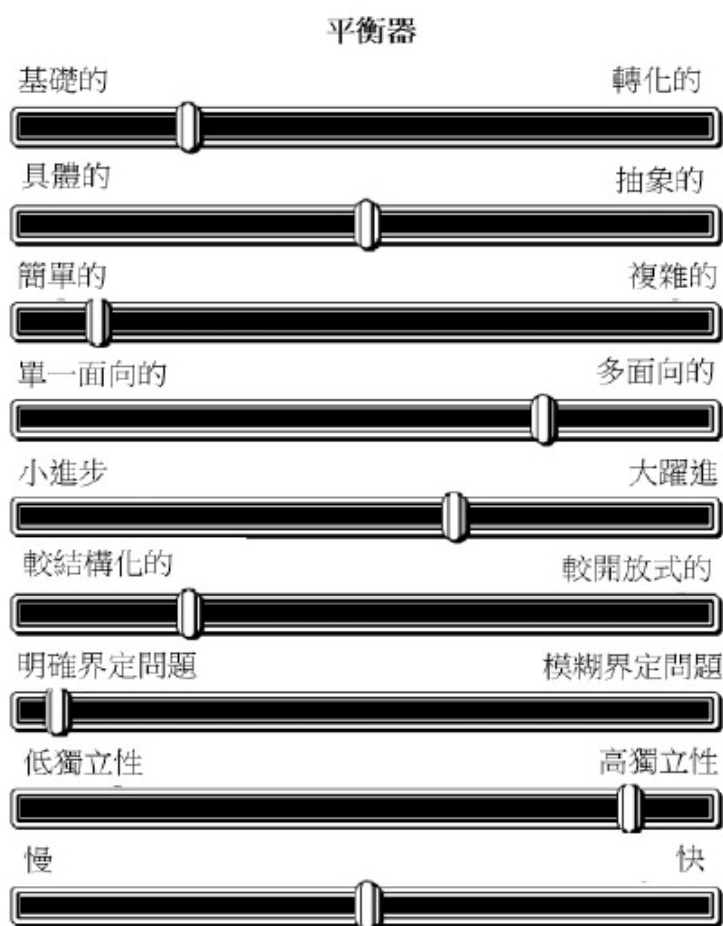 平衡器
基礎的 轉化的
具體的 抽象的
簡單的 複雜的
單一面向的 多面向的
小進步 大躍進
較結構化的 較開放式的
明確界定問題 模糊界定問題
低獨立性 高獨立性
慢 快